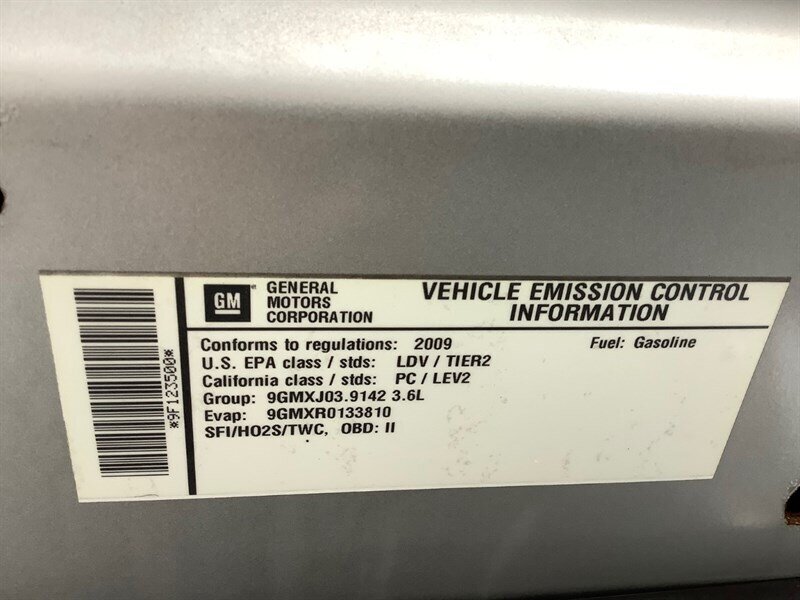 GM
GENERAL
MOTORS
CORPORATION
VEHICLE EMISSION CONTROL
INFORMATION
Conforms to regulations: 2009 Fuel: Gasoline
U.S. EPA class / stds: LDV / TIER2
California class / stds: PC / LEV2
Group: 9GMXJ03.9142 3.6L
Evap: 9GMXR0133810
SFI/HO2S/TWC, OBD: II
*9F123500*